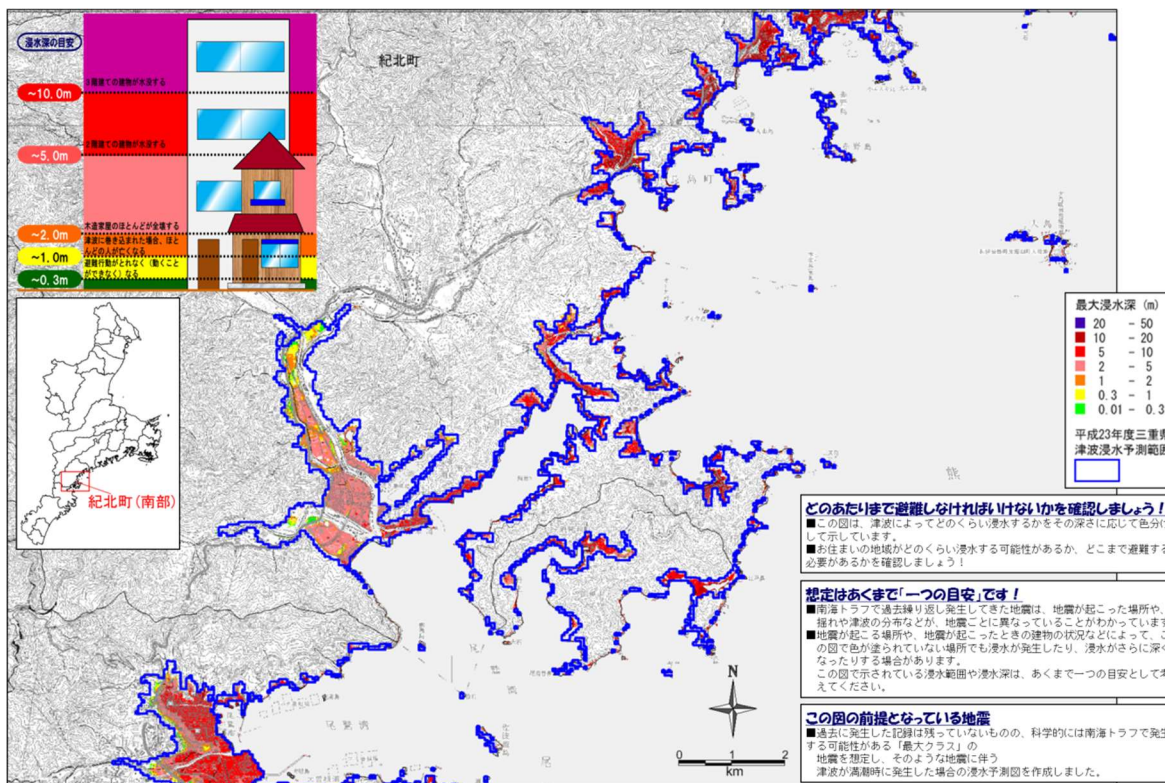 浸水深の目安
3階建ての建物が水没する
~10.0m
2階建ての建物が水没する
~5.0m
木造家屋のほとんどが全壊する
~2.0m
津波に巻き込まれた場合、ほと
んどの人が亡くなる
~1.0m
避難行動がとれなく(動くこと
ができなく)なる
~0.3m
紀北町
紀北町(南部)
最大浸水深 (m)
20 - 50
10 - 20
5 - 10
2 - 5
1 - 2
0.3 - 1
0.01 - 0.3
平成23年度三重県
津波浸水予測範囲
どのあたりまで避難しなければいけないかを確認しましょう!
■この図は、津波によってどのくらい浸水するかをその深さに応じて色分け
して示しています。
■お住まいの地域がどのくらい浸水する可能性があるか、どこまで避難する
必要があるかを確認しましょう!
想定はあくまで「一つの目安」です!
■南海トラフで過去繰り返し発生してきた地震は、地震が起こった場所や、
揺れや津波の分布などが、地震ごとに異なっていることがわかっています
■地震が起こる場所や、地震が起こったときの建物の状況などによって、こ
の図で色が塗られていない場所でも浸水が発生したり、浸水がさらに深く
なったりする場合があります。
この図で示されている浸水範囲や浸水深は、あくまで一つの目安として考
えてください。
この図の前提となっている地震
■過去に発生した記録は残っていないものの、科学的には南海トラフで発生
する可能性がある「最大クラス」の
地震を想定し、そのような地震に伴う
津波が満潮時に発生した場合の浸水予測図を作成しました。
N
0 1 2
km
尾鷲湾